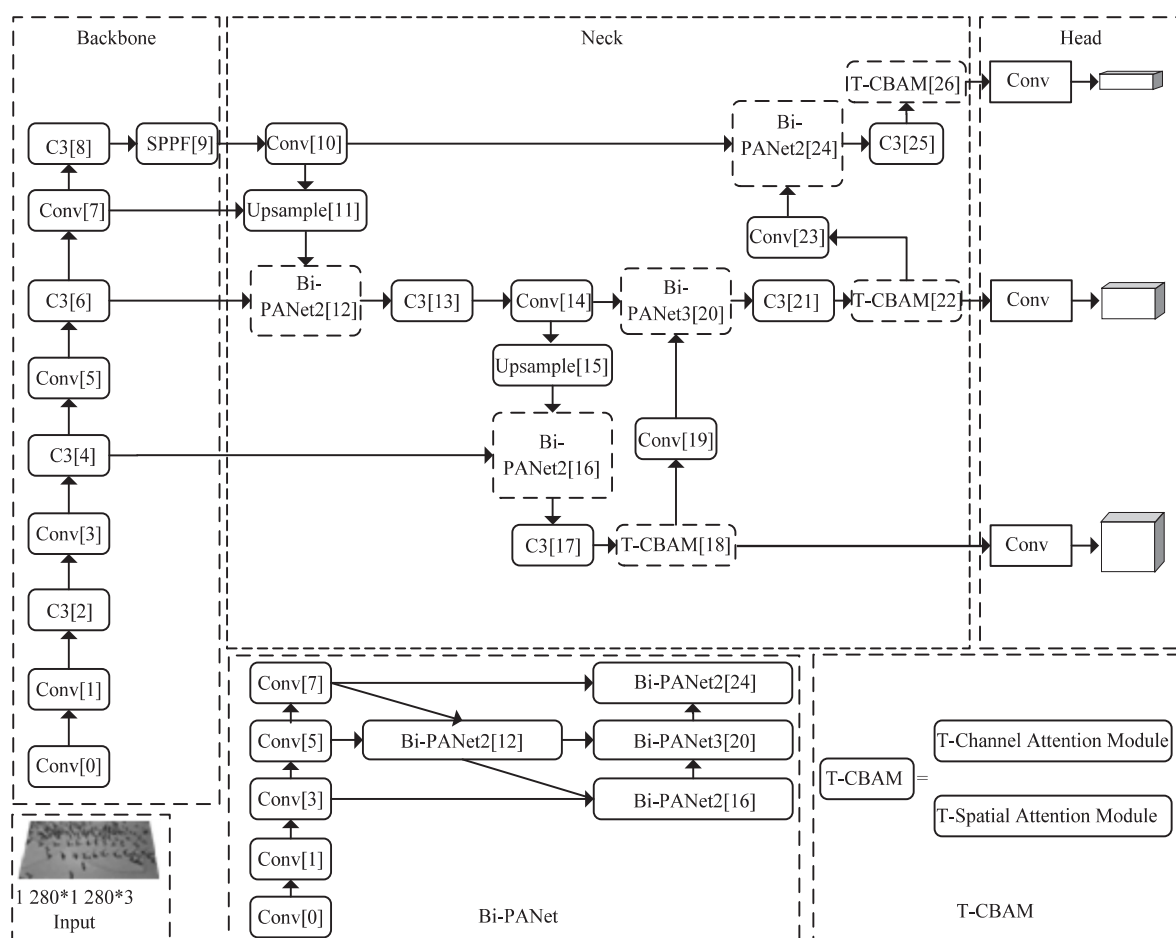 Backbone
Neck
Head
T-CBAM[26]
Conv
C3[8]
SPPF[9]
Conv[10]
Bi-
PANet2[24]
C3[25]
Conv[7]
Upsample[11]
Conv[23]
C3[6]
Bi-
PANet2[12]
C3[13]
Conv[14]
Bi-
PANet3[20]
C3[21]
T-CBAM[22]
Conv
Conv[5]
Upsample[15]
C3[4]
Bi-
PANet2[16]
Conv[19]
Conv[3]
C3[17]
T-CBAM[18]
Conv
C3[2]
Conv[1]
Conv[0]
1 280*1 280*3
Input
Conv[7]
Bi-PANet2[24]
Conv[5]
Bi-PANet2[12]
Bi-PANet3[20]
Conv[3]
Bi-PANet2[16]
Conv[1]
Conv[0]
Bi-PANet
T-Channel Attention Module
T-CBAM =
T-Spatial Attention Module
T-CBAM